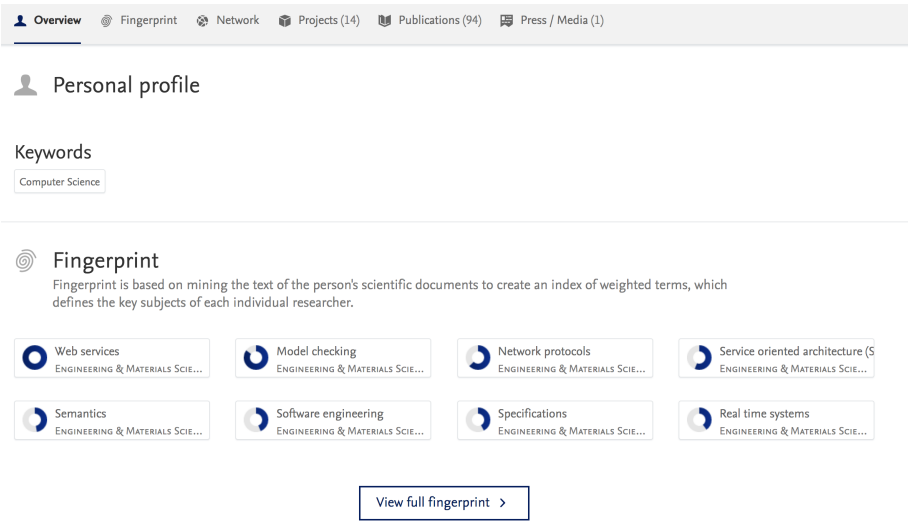 Overview Fingerprint Network Projects (14) Publications (94) Press / Media (1)
Personal profile
Keywords
Computer Science
Fingerprint
Fingerprint is based on mining the text of the person's scientific documents to create an index of weighted terms, which
defines the key subjects of each individual researcher.
Web services Model checking Network protocols Service oriented architecture (S
Engineering & Materials Scie... Engineering & Materials Scie... Engineering & Materials Scie... Engineering & Materials Scie...
Semantics Software engineering Specifications Real time systems
Engineering & Materials Scie... Engineering & Materials Scie... Engineering & Materials Scie... Engineering & Materials Scie...
View full fingerprint >